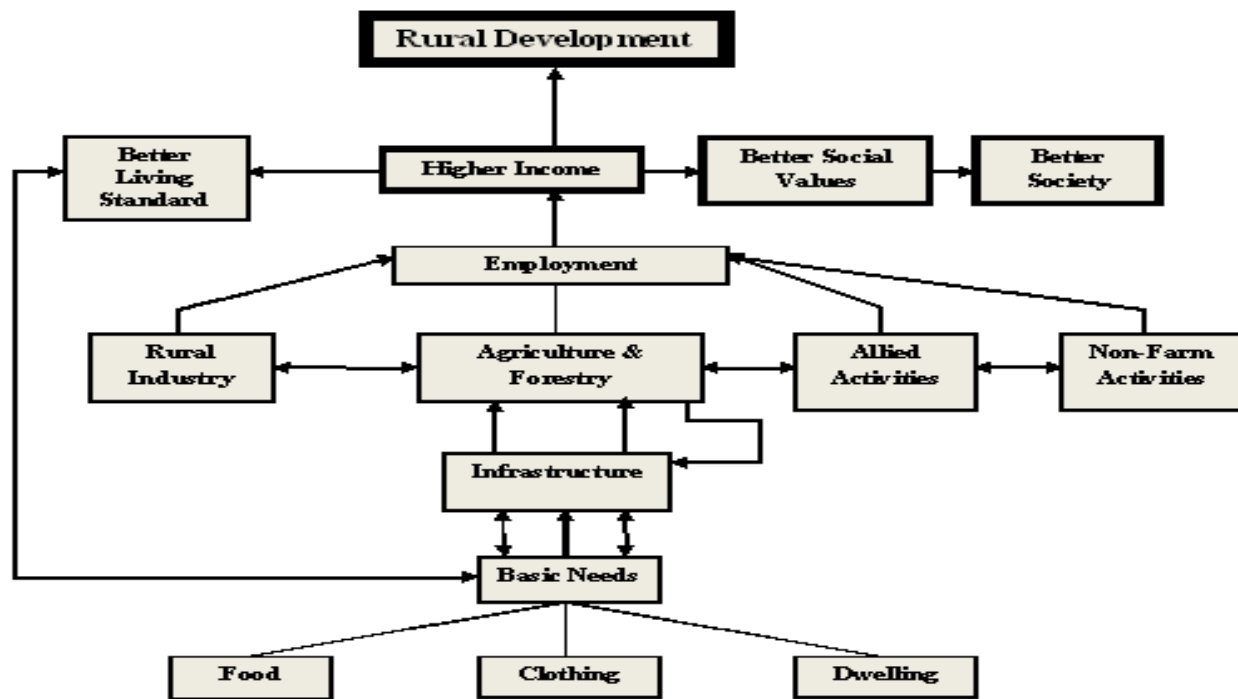 Rural Development
Better
Living
Standard
Higher Income
Better Social
Values
Better
Society
Employment
Rural
Industry
Agriculture &
Forestry
Allied
Activities
Non-Farm
Activities
Infrastructure
Basic Needs
Food
Clothing
Dwelling